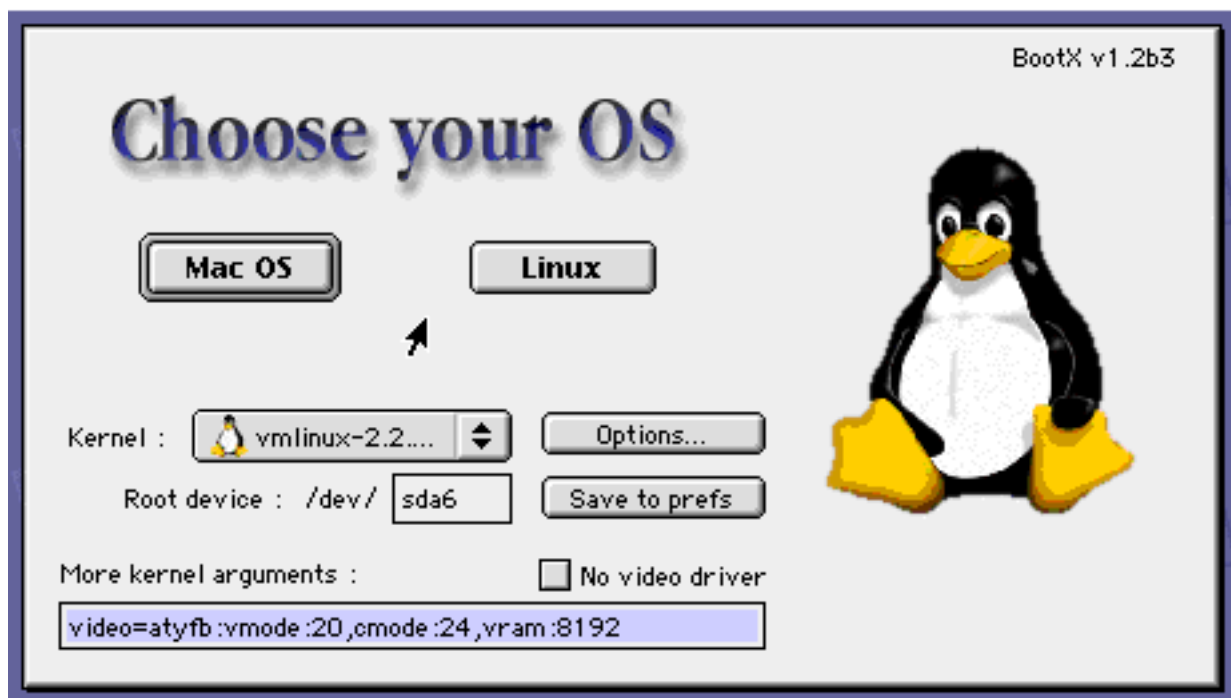 BootX v1.2b3
Choose your OS
Mac OS
Linux
Kernel :
vmlinux-2.2....
Options...
Root device : /dev/
sda6
Save to prefs
More kernel arguments :
No video driver
video=atyfb:vmode:20,cmode:24,vram:8192